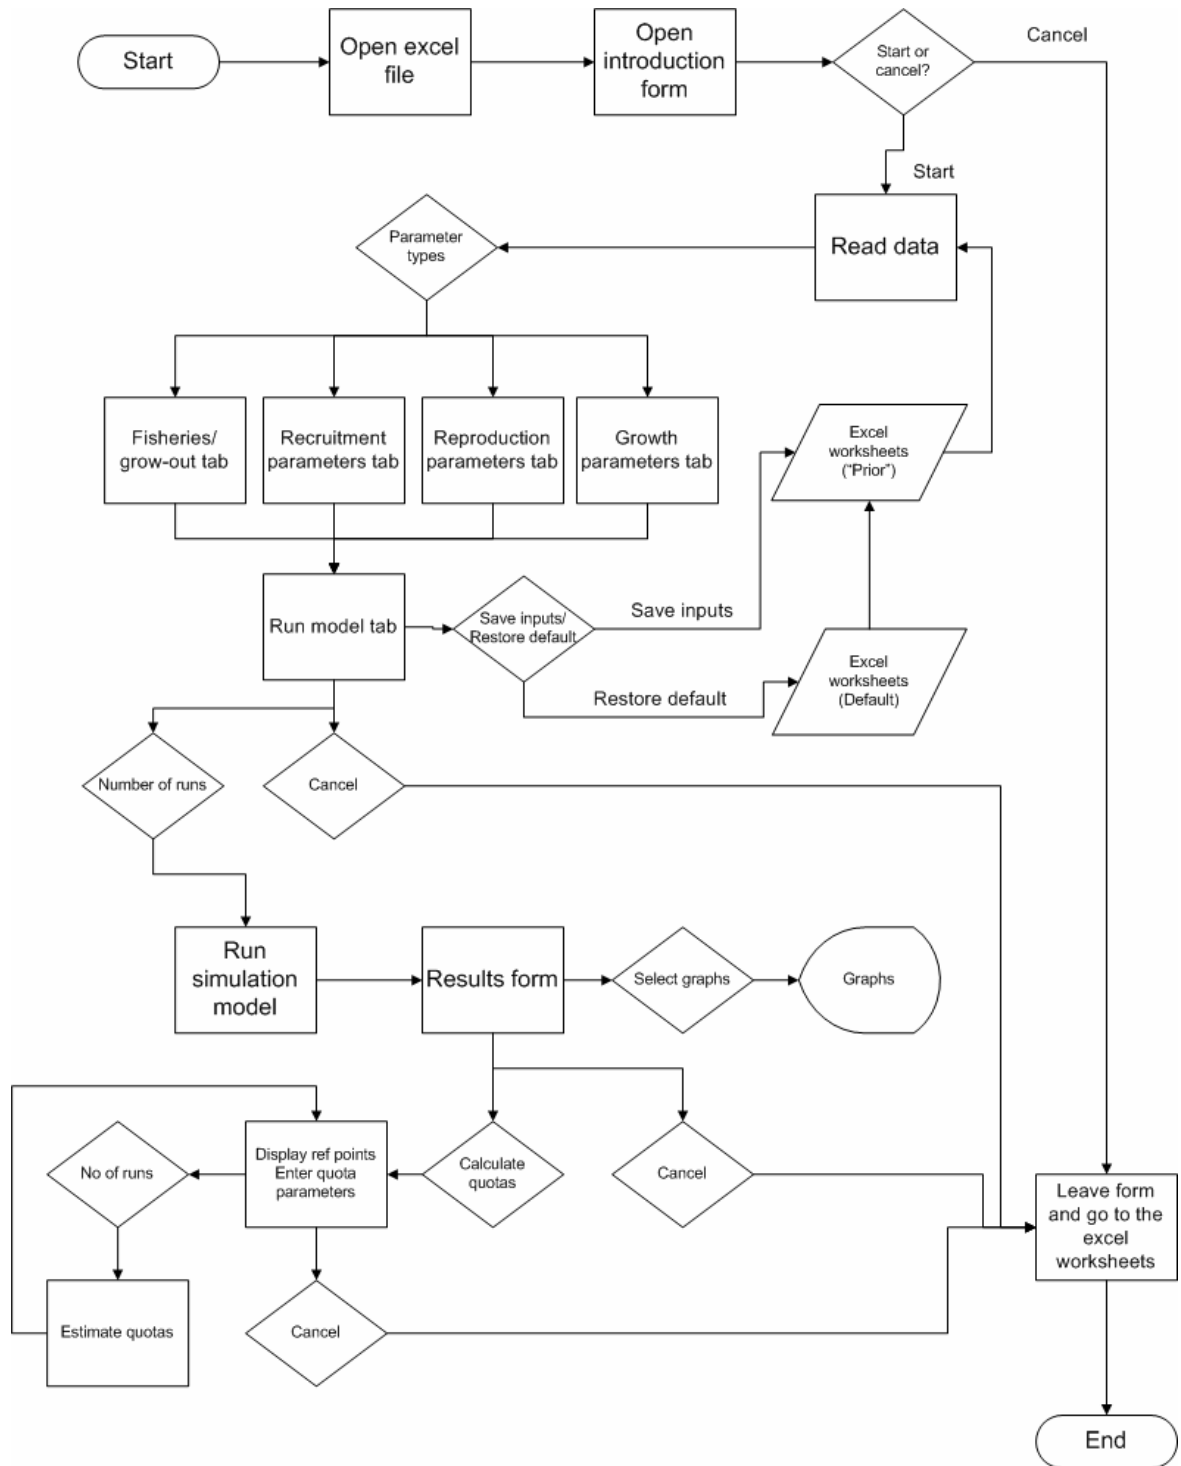 Start
Open excel
file
Open
introduction
form
Start or
cancel?
Cancel
Start
Read data
Parameter
types
Fisheries/
grow-out tab
Recruitment
parameters tab
Reproduction
parameters tab
Growth
parameters tab
Excel
worksheets
(“Prior”)
Run model tab
Save inputs/
Restore default
Save inputs
Restore default
Excel
worksheets
(Default)
Number of runs
Cancel
Run
simulation
model
Results form
Select graphs
Graphs
No of runs
Display ref points
Enter quota
parameters
Calculate
quotas
Cancel
Leave form
and go to the
excel
worksheets
Estimate quotas
Cancel
End